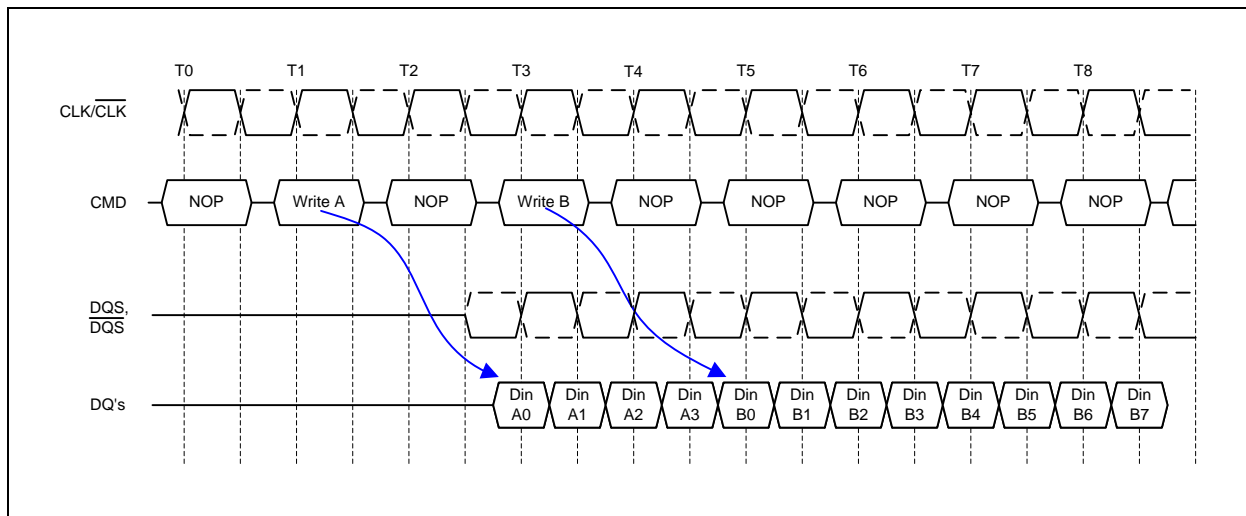 T0 T1 T2 T3 T4 T5 T6 T7 T8
CLK/CLK
CMD NOP Write A NOP Write B NOP NOP NOP NOP NOP
DQS,
DQS
DQ's
Din Din Din Din Din Din Din Din Din Din Din Din
A0 A1 A2 A3 B0 B1 B2 B3 B4 B5 B6 B7